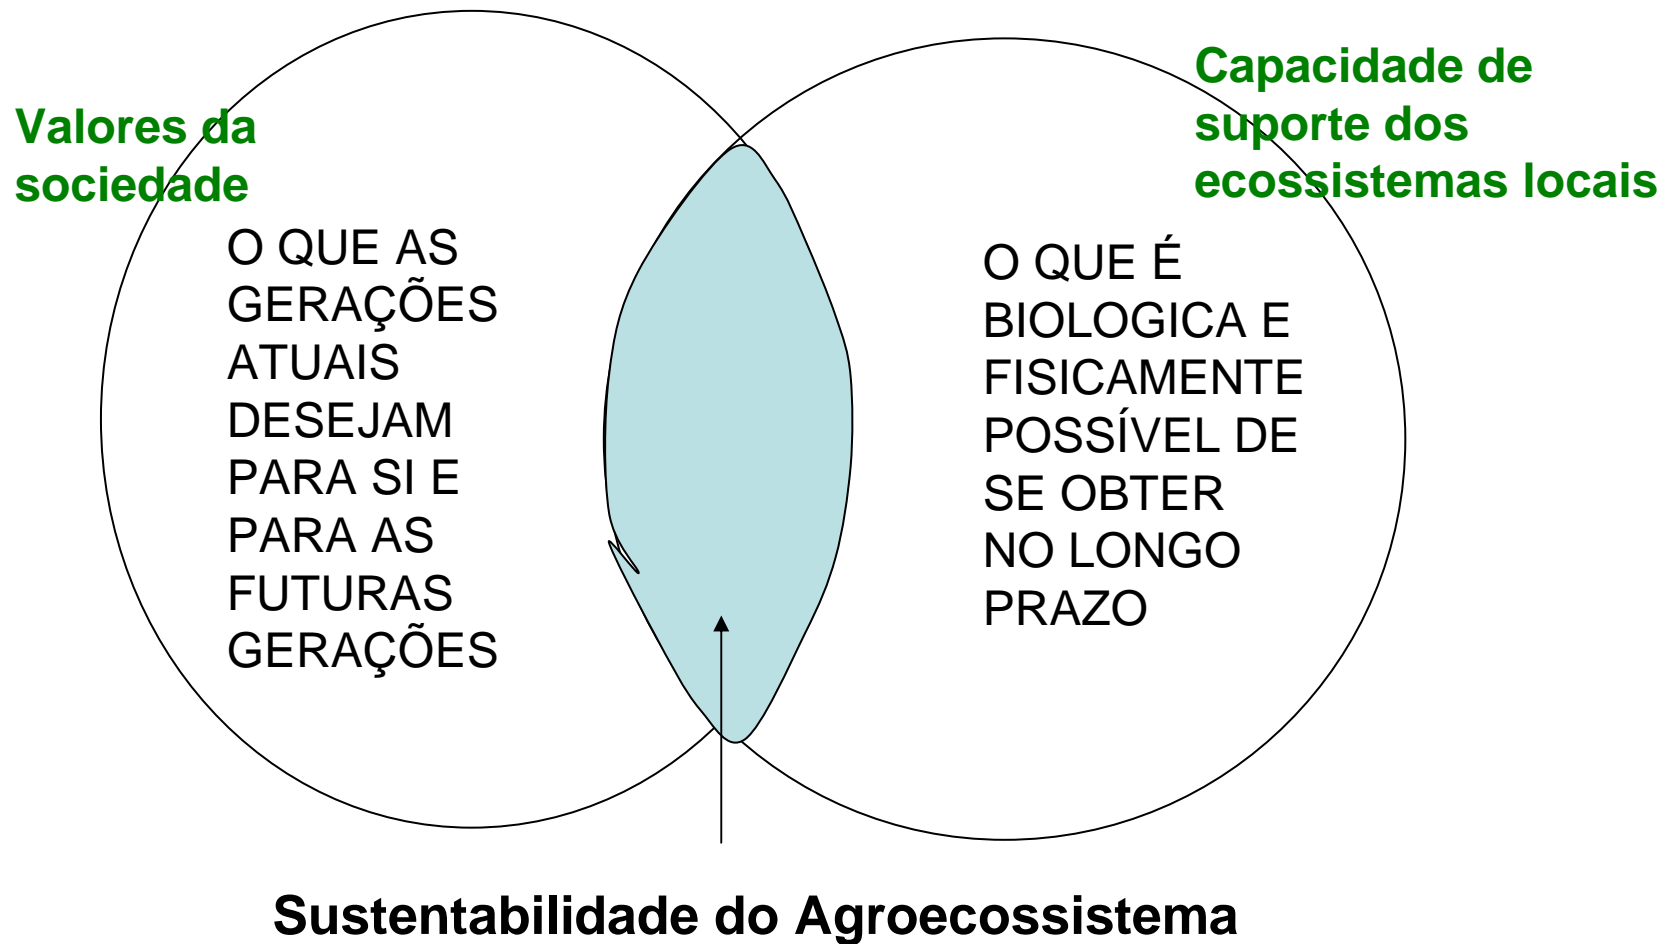 Valores da
sociedade
O QUE AS
GERAÇÕES
ATUAIS
DESEJAM
PARA SI E
PARA AS
FUTURAS
GERAÇÕES
Capacidade de
suporte dos
ecossistemas locais
O QUE É
BIOLOGICA E
FISICAMENTE
POSSÍVEL DE
SE OBTER
NO LONGO
PRAZO
Sustentabilidade do Agroecossistema